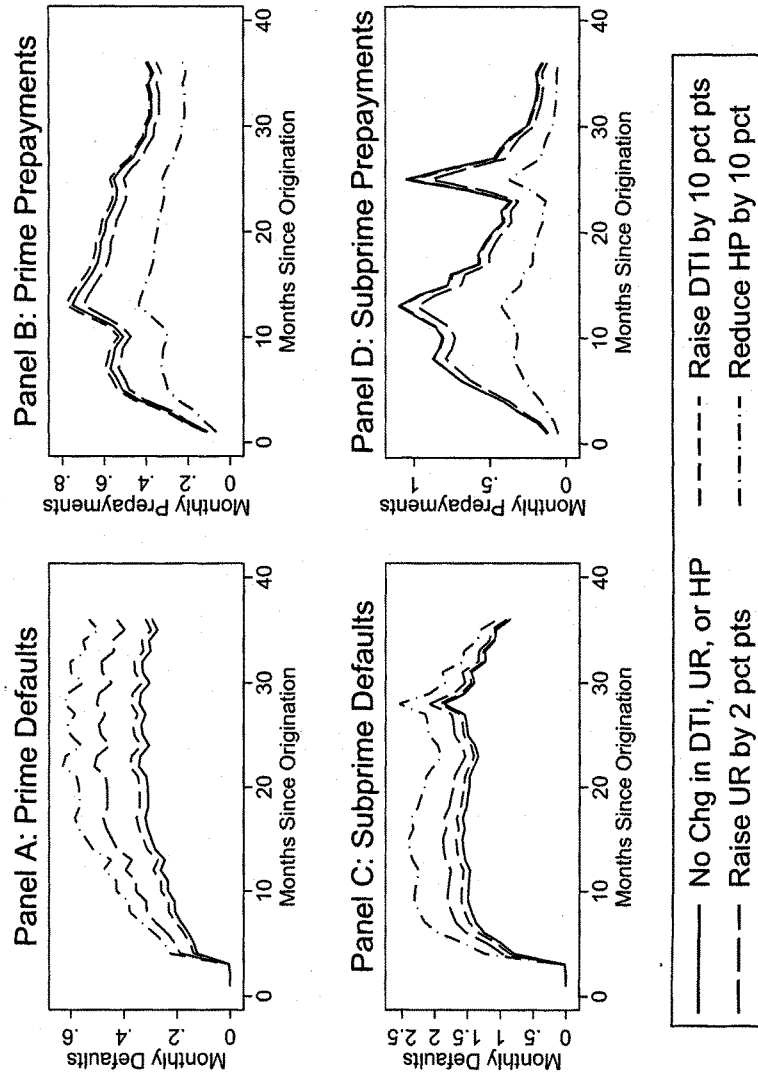 Panel A: Prime Defaults
Monthly Defaults
0 .2 .4 .6
0 10 20 30 40
Months Since Origination
Panel B: Prime Prepayments
Monthly Prepayments
0 .2 .4 .6 .8
0 10 20 30 40
Months Since Origination
Panel C: Subprime Defaults
Monthly Defaults
0 .5 1 1.5 2 2.5
0 10 20 30 40
Months Since Origination
Panel D: Subprime Prepayments
Monthly Prepayments
0 .5 1
0 10 20 30 40
Months Since Origination
No Chg in DTI, UR, or HP
Raise DTI by 10 pct pts
Raise UR by 2 pct pts
Reduce HP by 10 pct